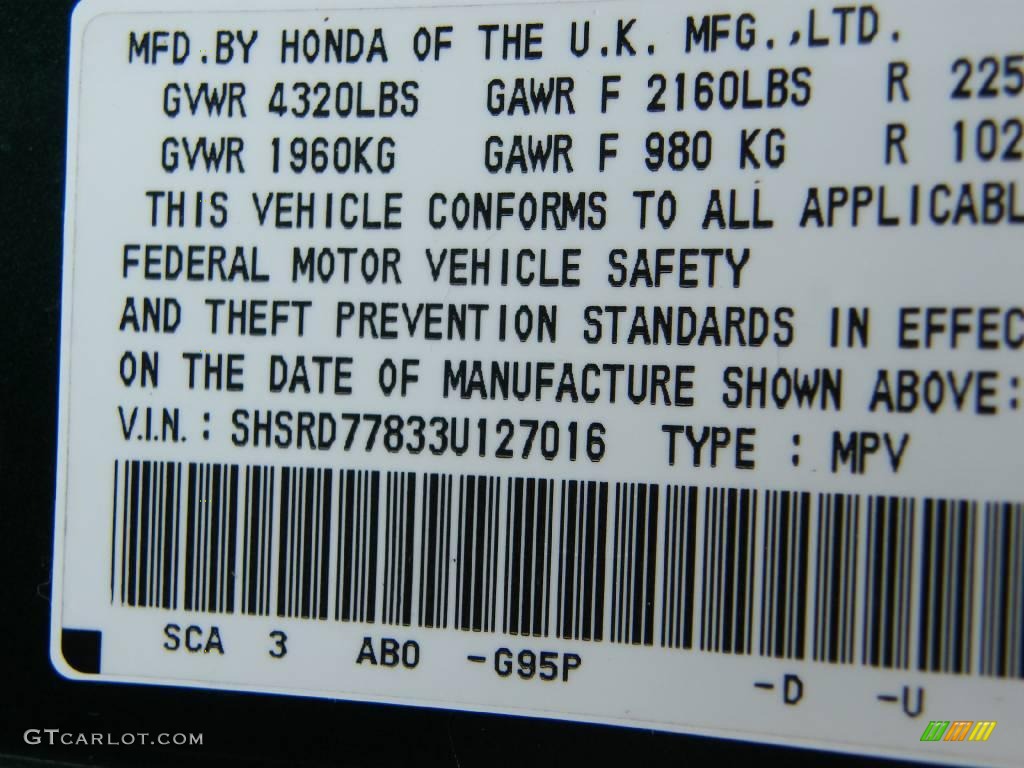 MFD.BY HONDA OF THE U.K. MFG.,LTD.
GVWR 4320LBS GAWR F 2160LBS R 225
GVWR 1960KG GAWR F 980 KG R 102
THIS VEHICLE CONFORMS TO ALL APPLICABL
FEDERAL MOTOR VEHICLE SAFETY
AND THEFT PREVENTION STANDARDS IN EFFEC
ON THE DATE OF MANUFACTURE SHOWN ABOVE:
V.I.N.: SHSRD77833U127016 TYPE : MPV
SCA 3 AB0 -G95P -D -U
GTCARLOT.COM